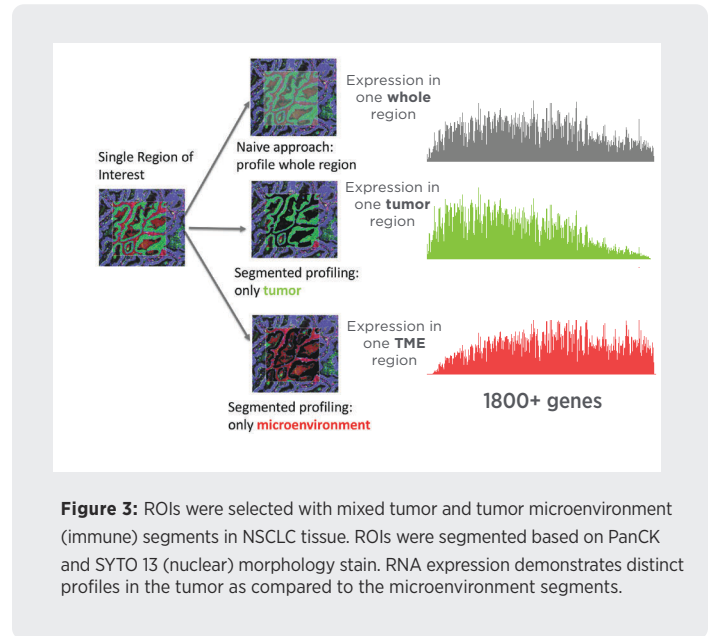 Single Region of
Interest
Naive approach:
profile whole region
Expression in
one whole
region
Segmented profiling:
only tumor
Expression in
one tumor
region
Segmented profiling:
only microenvironment
Expression in
one TME
region
1800+ genes
Figure 3: ROIs were selected with mixed tumor and tumor microenvironment
(immune) segments in NSCLC tissue. ROIs were segmented based on PanCK
and SYTO 13 (nuclear) morphology stain. RNA expression demonstrates distinct
profiles in the tumor as compared to the microenvironment segments.